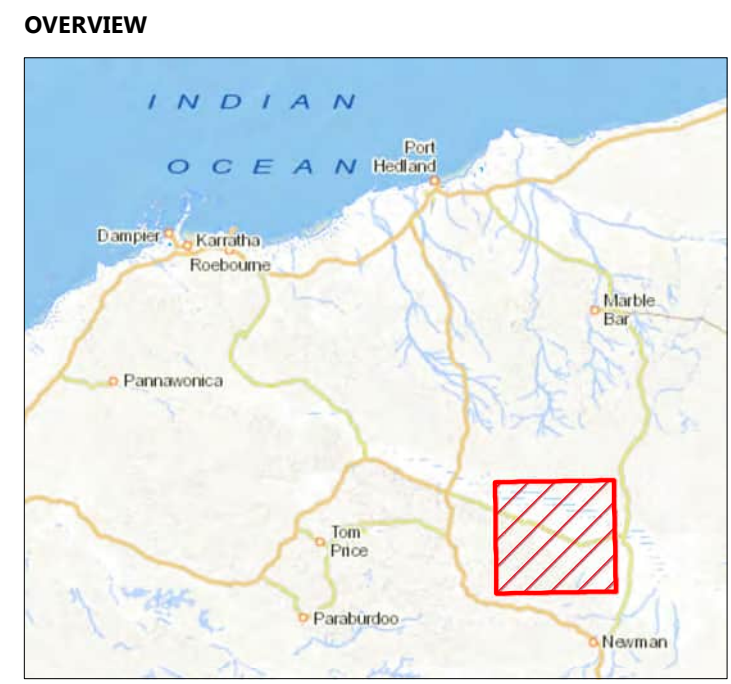 OVERVIEW
INDIAN
OCEAN
Port
Hedland
Dampier
Karratha
Roebourne
Marble
Bar
Pannawonica
Tom
Price
Paraburdoo
Newman